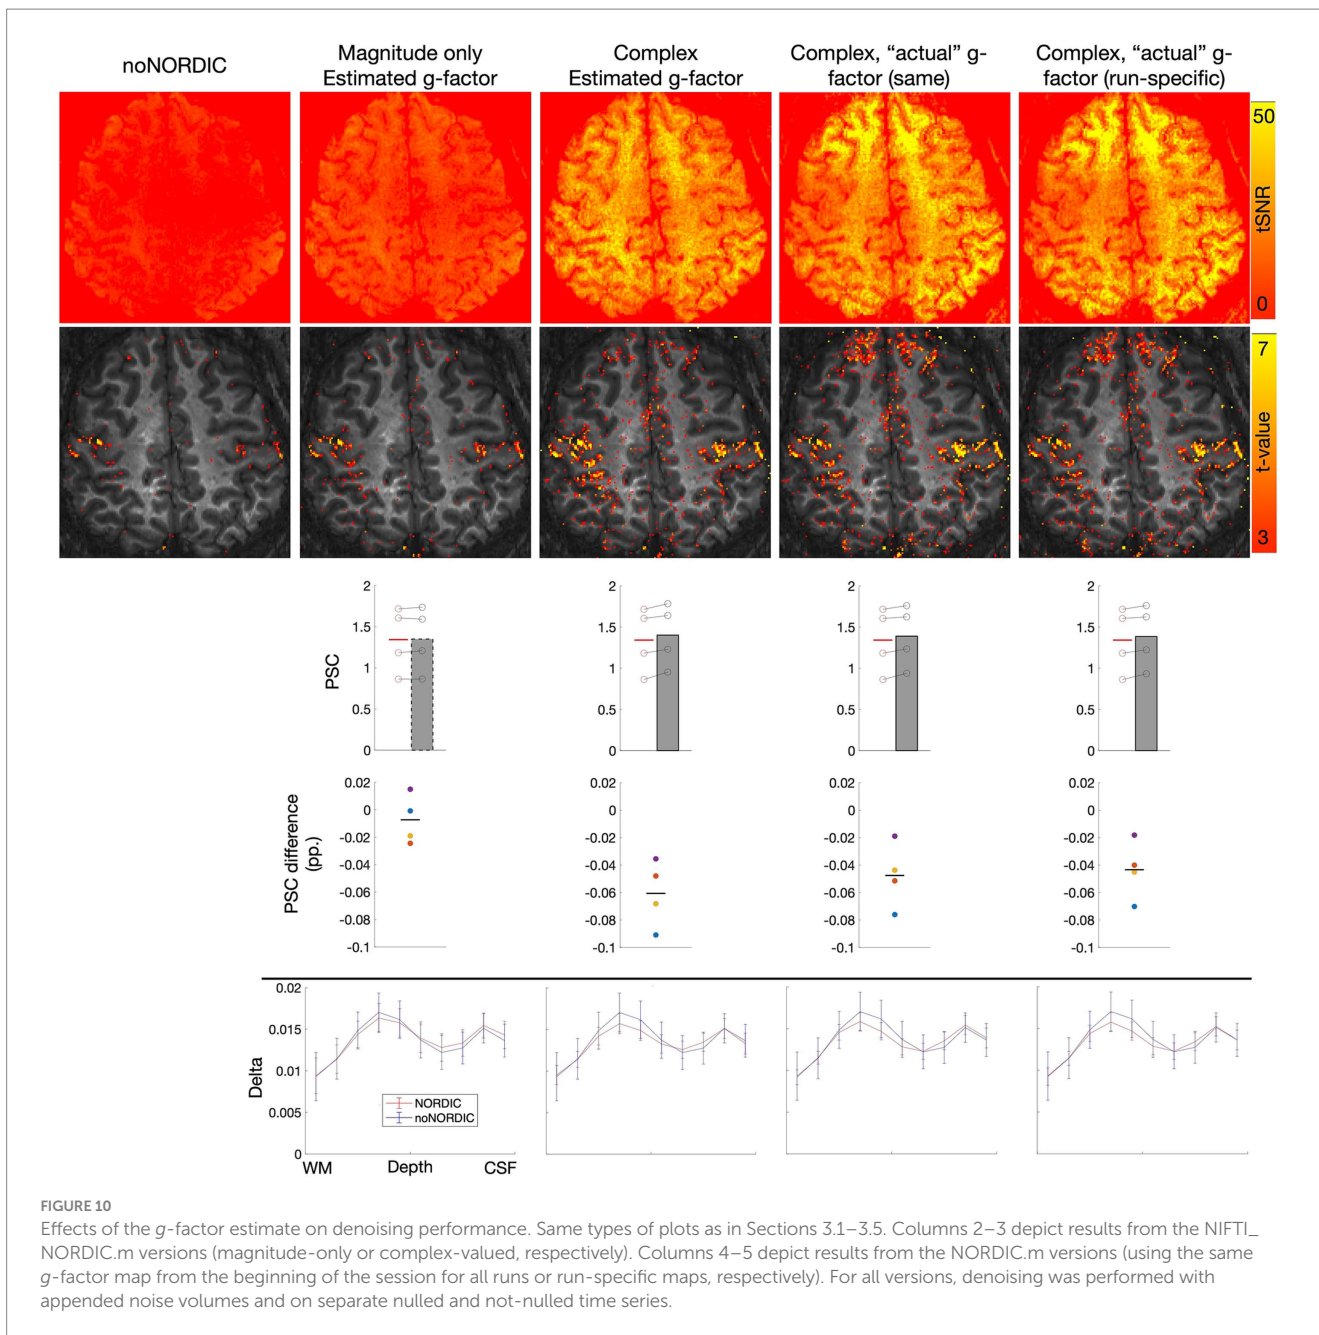 noNORDIC
Magnitude only
Estimated g-factor
Complex
Estimated g-factor
Complex, “actual” g-
factor (same)
Complex, “actual” g-
factor (run-specific)
50
tSNR
0
7
t-value
3
PSC
2
1.5
1
0.5
0
2
1.5
1
0.5
0
2
1.5
1
0.5
0
2
1.5
1
0.5
0
PSC difference
(pp.)
0.02
0
-0.02
-0.04
-0.06
-0.08
-0.1
0.02
0
-0.02
-0.04
-0.06
-0.08
-0.1
0.02
0
-0.02
-0.04
-0.06
-0.08
-0.1
0.02
0
-0.02
-0.04
-0.06
-0.08
-0.1
Delta
0.02
0.015
0.01
0.005
0
NORDIC
noNORDIC
WM
Depth
CSF
FIGURE 10
Effects of the g-factor estimate on denoising performance. Same types of plots as in Sections 3.1–3.5. Columns 2–3 depict results from the NIFTI_
NORDIC.m versions (magnitude-only or complex-valued, respectively). Columns 4–5 depict results from the NORDIC.m versions (using the same
g-factor map from the beginning of the session for all runs or run-specific maps, respectively). For all versions, denoising was performed with
appended noise volumes and on separate nulled and not-nulled time series.